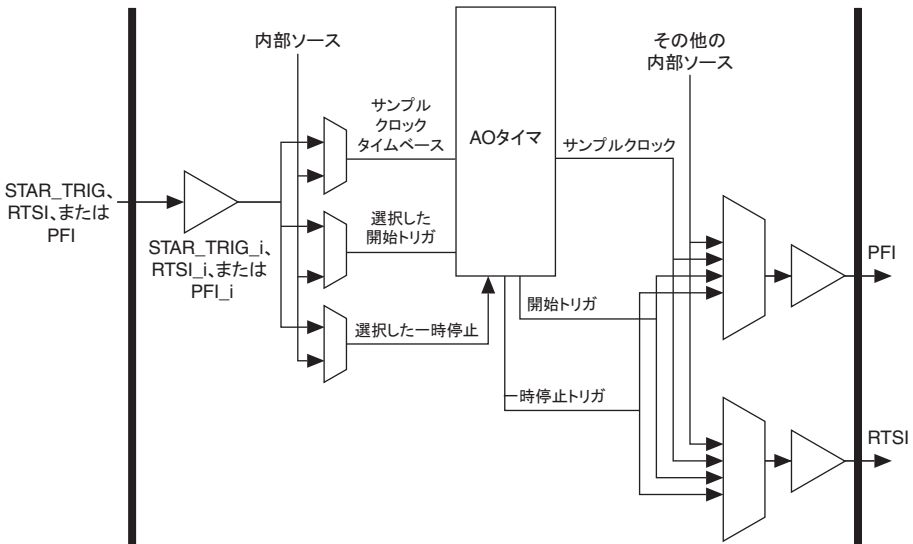 内部ソース
その他の
内部ソース
サンプル
クロック
タイムベース
AOタイマ
サンプルクロック
STAR_TRIG、
RTSI、または
PFI
STAR_TRIG_i、
RTSI_i、または
PFI_i
選択した
開始トリガ
PFI
選択した一時停止
開始トリガ
一時停止トリガ
RTSI